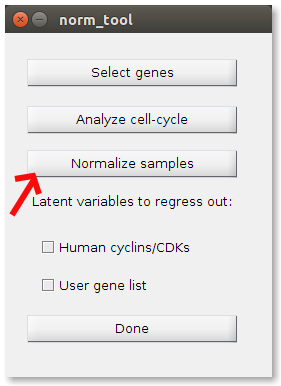 norm_tool
Select genes
Analyze cell-cycle
Normalize samples
Latent variables to regress out:
Human cyclins/CDKs
User gene list
Done